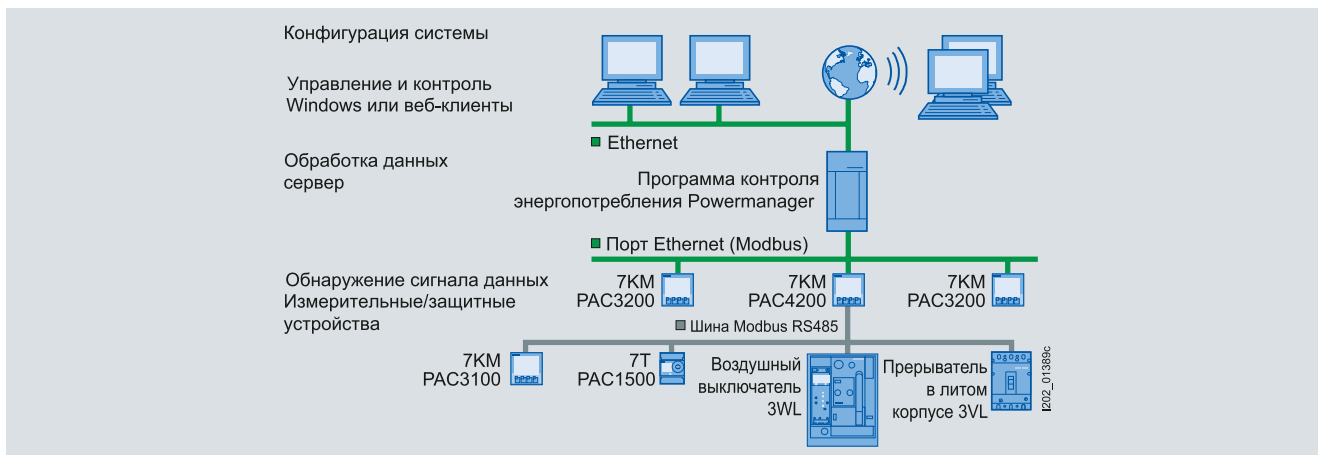 Конфигурация системы
Управление и контроль
Windows или веб-клиенты
Ethernet
Обработка данных
сервер
Программа контроля
энергопотребления Powermanager
Порт Ethernet (Modbus)
Обнаружение сигнала данных
Измерительные/защитные
устройства
7KM
PAC3200
7KM
PAC4200
7KM
PAC3200
Шина Modbus RS485
7KM
PAC3100
7T
PAC1500
Воздушный
выключатель
3WL
Прерыватель
в литом
корпусе 3VL
I202_01389c